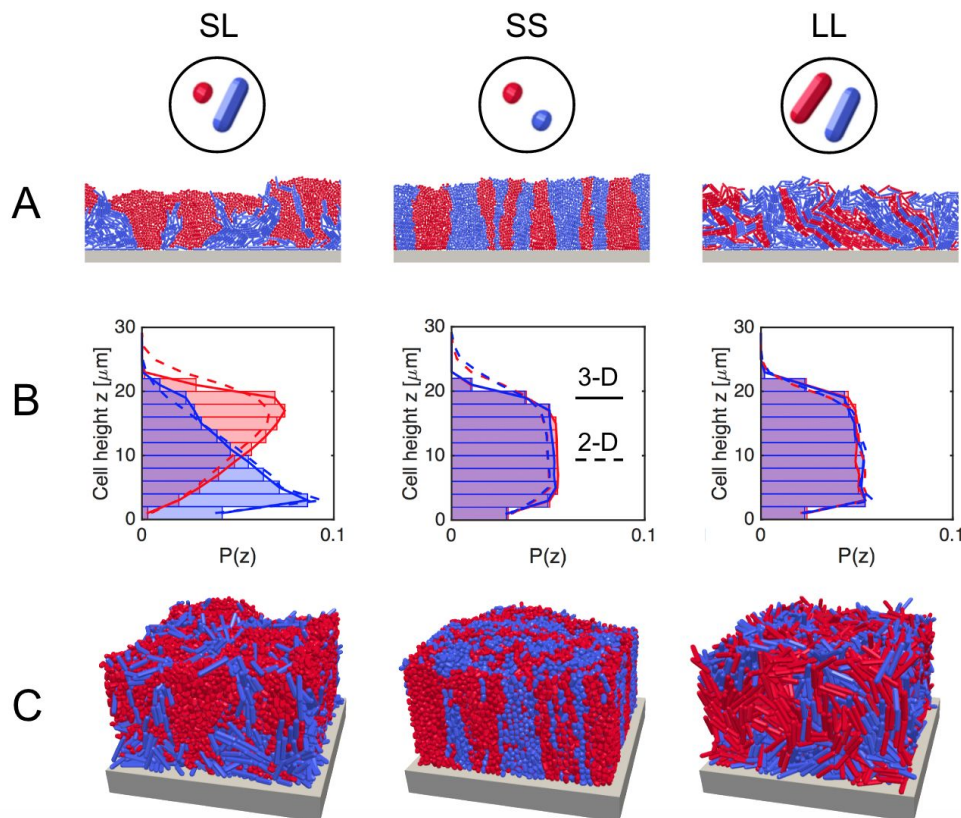 SL SS LL
A
B
30 30 30
20 20 20
10 10 10
0 0 0
Cell height z [μm] Cell height z [μm] Cell height z [μm]
3-D
2-D
0 0.1 0 0.1 0 0.1
P(z) P(z) P(z)
C